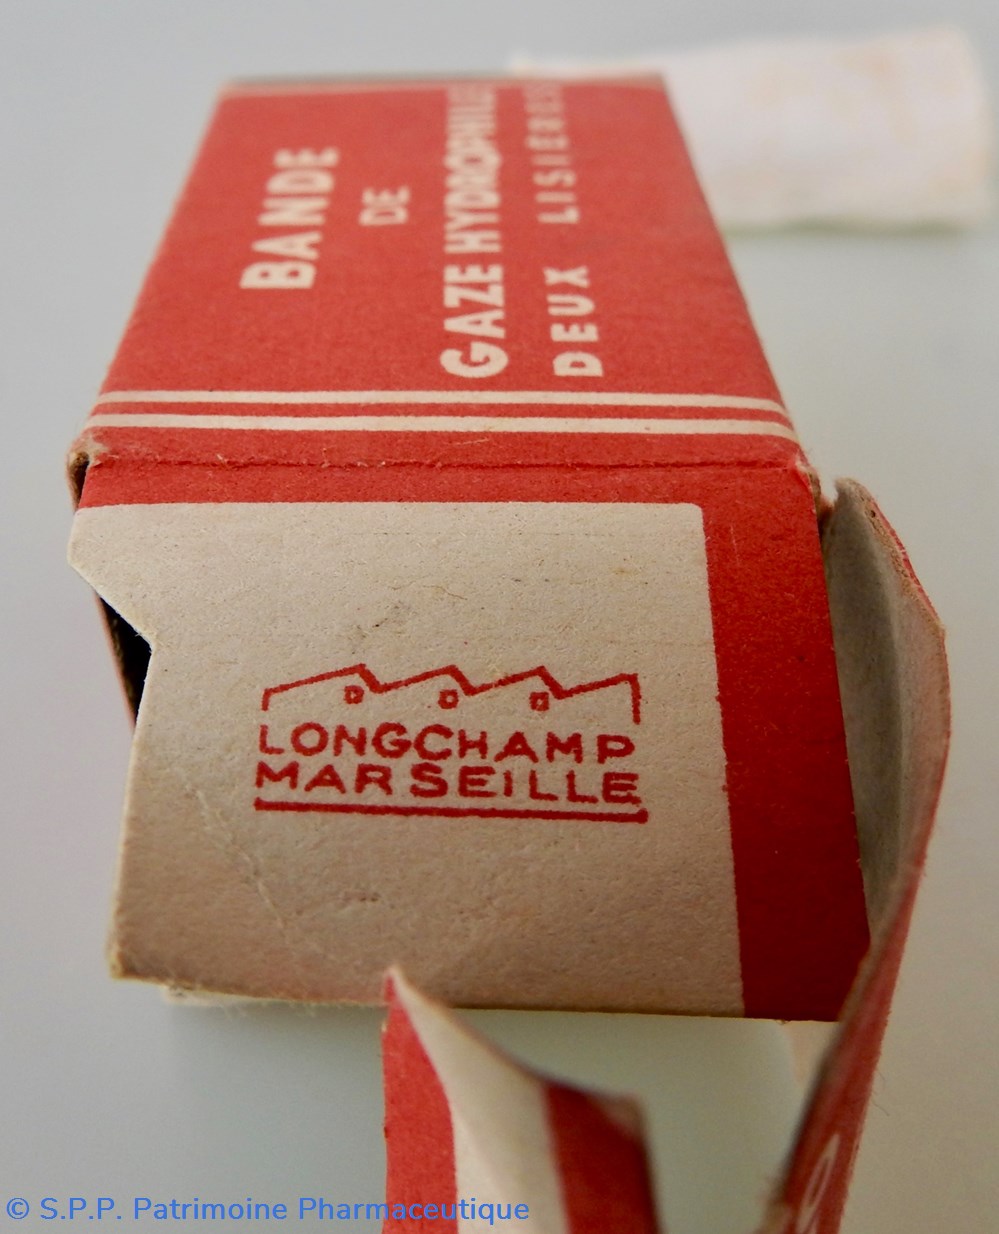 BANDE
DE
GAZE HYDROPHILE
DEUX LISIÈRES
LONGCHAMP
MARSEILLE
© S.P.P. Patrimoine Pharmaceutique